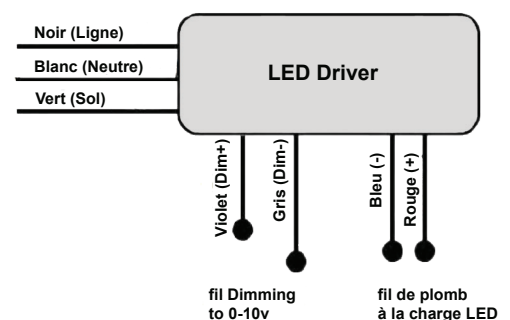 Noir (Ligne)
Blanc (Neutre)
Vert (Sol)
LED Driver
Violet (Dim+)
Gris (Dim-)
Bleu (-)
Rouge (+)
fil Dimming
to 0-10v
fil de plomb
à la charge LED